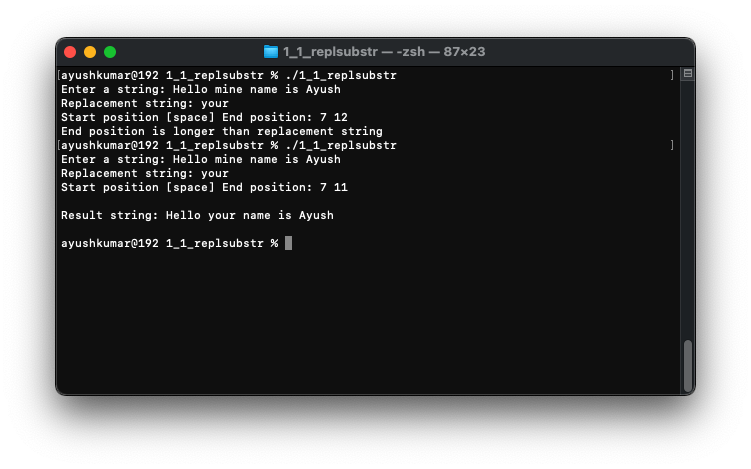 1_1_replsubstr — -zsh — 87×23
[ayushkumar@192 1_1_replsubstr % ./1_1_replsubstr ]
Enter a string: Hello mine name is Ayush
Replacement string: your
Start position [space] End position: 7 12
End position is longer than replacement string
[ayushkumar@192 1_1_replsubstr % ./1_1_replsubstr ]
Enter a string: Hello mine name is Ayush
Replacement string: your
Start position [space] End position: 7 11
Result string: Hello your name is Ayush
ayushkumar@192 1_1_replsubstr %